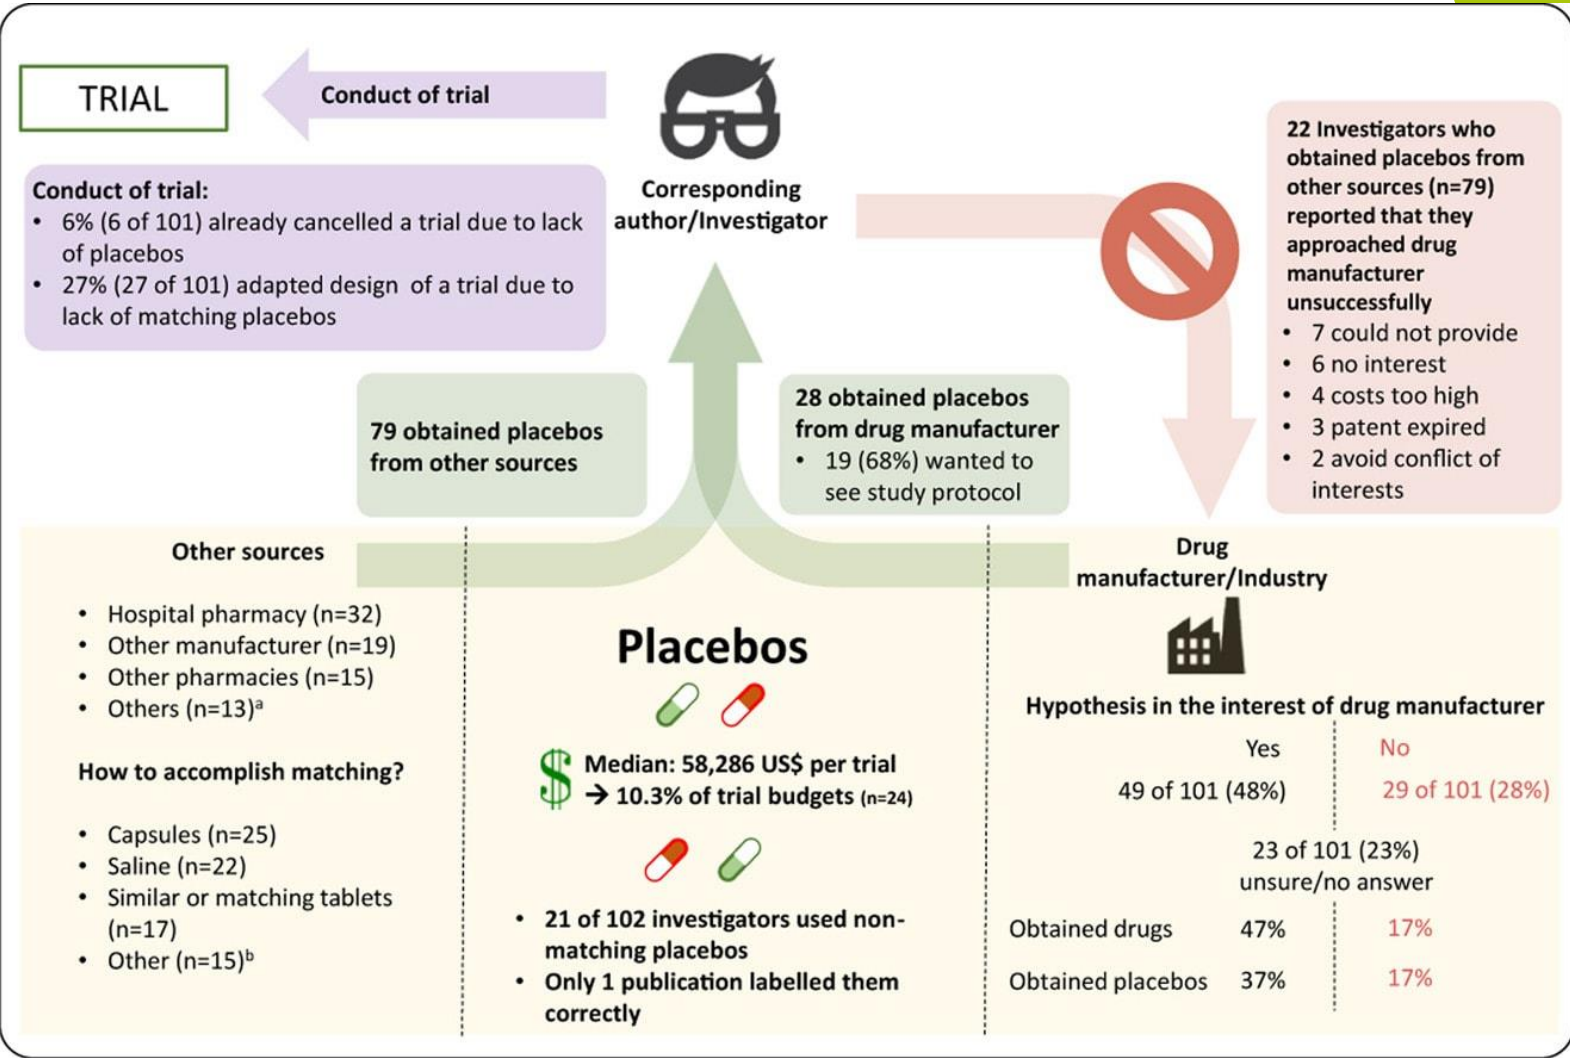 TRIAL
Conduct of trial
Conduct of trial:
• 6% (6 of 101) already cancelled a trial due to lack
of placebos
• 27% (27 of 101) adapted design of a trial due to
lack of matching placebos
Corresponding
author/Investigator
22 Investigators who
obtained placebos from
other sources (n=79)
reported that they
approached drug
manufacturer
unsuccessfully
• 7 could not provide
• 6 no interest
• 4 costs too high
• 3 patent expired
• 2 avoid conflict of
interests
79 obtained placebos
from other sources
28 obtained placebos
from drug manufacturer
• 19 (68%) wanted to
see study protocol
Other sources
• Hospital pharmacy (n=32)
• Other manufacturer (n=19)
• Other pharmacies (n=15)
• Others (n=13)ᵃ
How to accomplish matching?
• Capsules (n=25)
• Saline (n=22)
• Similar or matching tablets
(n=17)
• Other (n=15)ᵇ
Placebos
$ Median: 58,286 US$ per trial
→ 10.3% of trial budgets (n=24)
• 21 of 102 investigators used non-
matching placebos
• Only 1 publication labelled them
correctly
Drug
manufacturer/Industry
Hypothesis in the interest of drug manufacturer
Yes No
49 of 101 (48%) 29 of 101 (28%)
23 of 101 (23%)
unsure/no answer
Obtained drugs 47% 17%
Obtained placebos 37% 17%